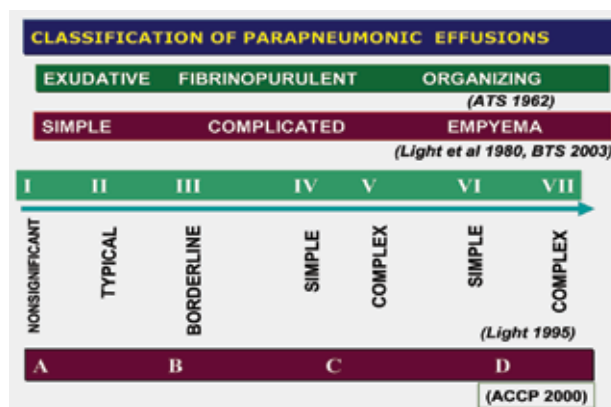 CLASSIFICATION OF PARAPNEUMONIC EFFUSIONS
EXUDATIVE FIBRINOPURULENT ORGANIZING
(ATS 1962)
SIMPLE COMPLICATED EMPYEMA
(Light et al 1980, BTS 2003)
I II III IV V VI VII
NONSIGNIFICANT
TYPICAL
BORDERLINE
SIMPLE
COMPLEX
SIMPLE
COMPLEX
(Light 1995)
A B C D
(ACCP 2000)